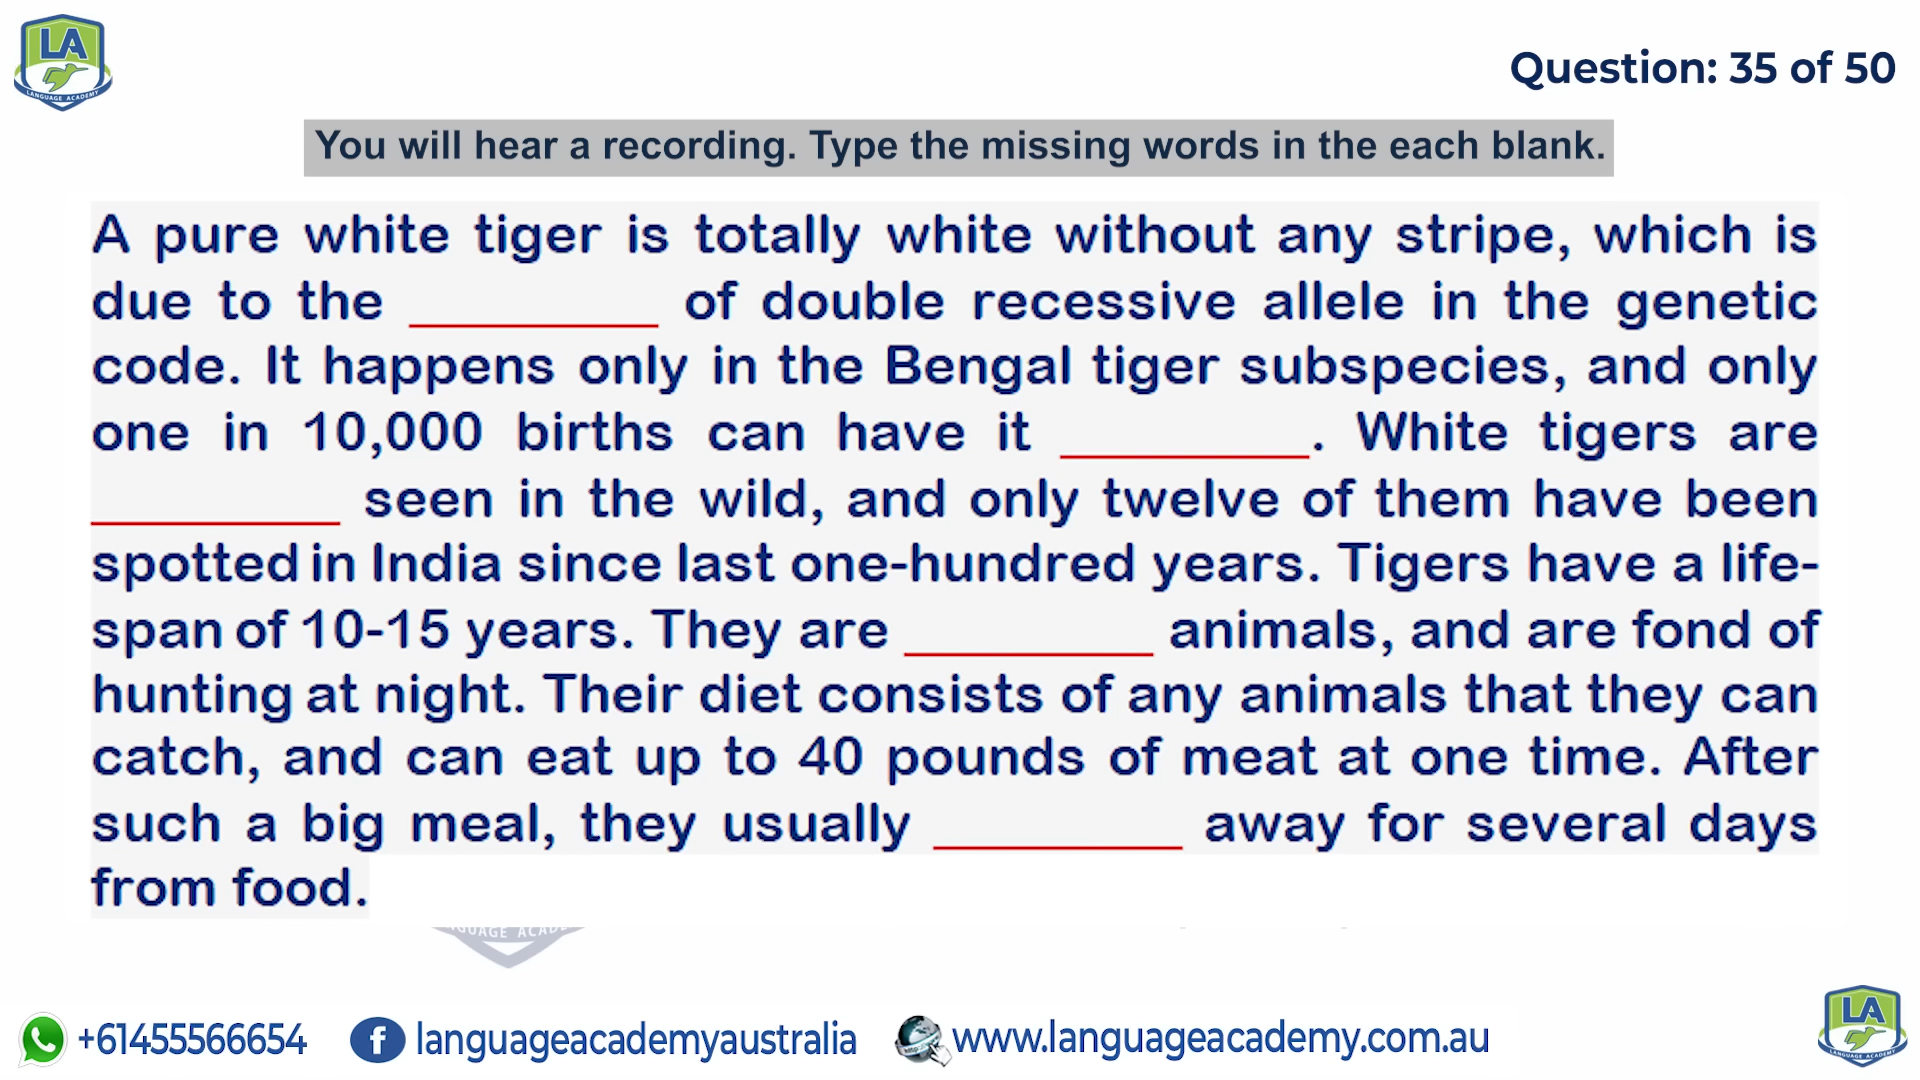 LA
LANGUAGE ACADEMY
Question: 35 of 50
You will hear a recording. Type the missing words in the each blank.
A pure white tiger is totally white without any stripe, which is
due to the __________ of double recessive allele in the genetic
code. It happens only in the Bengal tiger subspecies, and only
one in 10,000 births can have it __________. White tigers are
__________ seen in the wild, and only twelve of them have been
spotted in India since last one-hundred years. Tigers have a life-
span of 10-15 years. They are __________ animals, and are fond of
hunting at night. Their diet consists of any animals that they can
catch, and can eat up to 40 pounds of meat at one time. After
such a big meal, they usually __________ away for several days
from food.
+61455566654 languageacademyaustralia www.languageacademy.com.au
LA